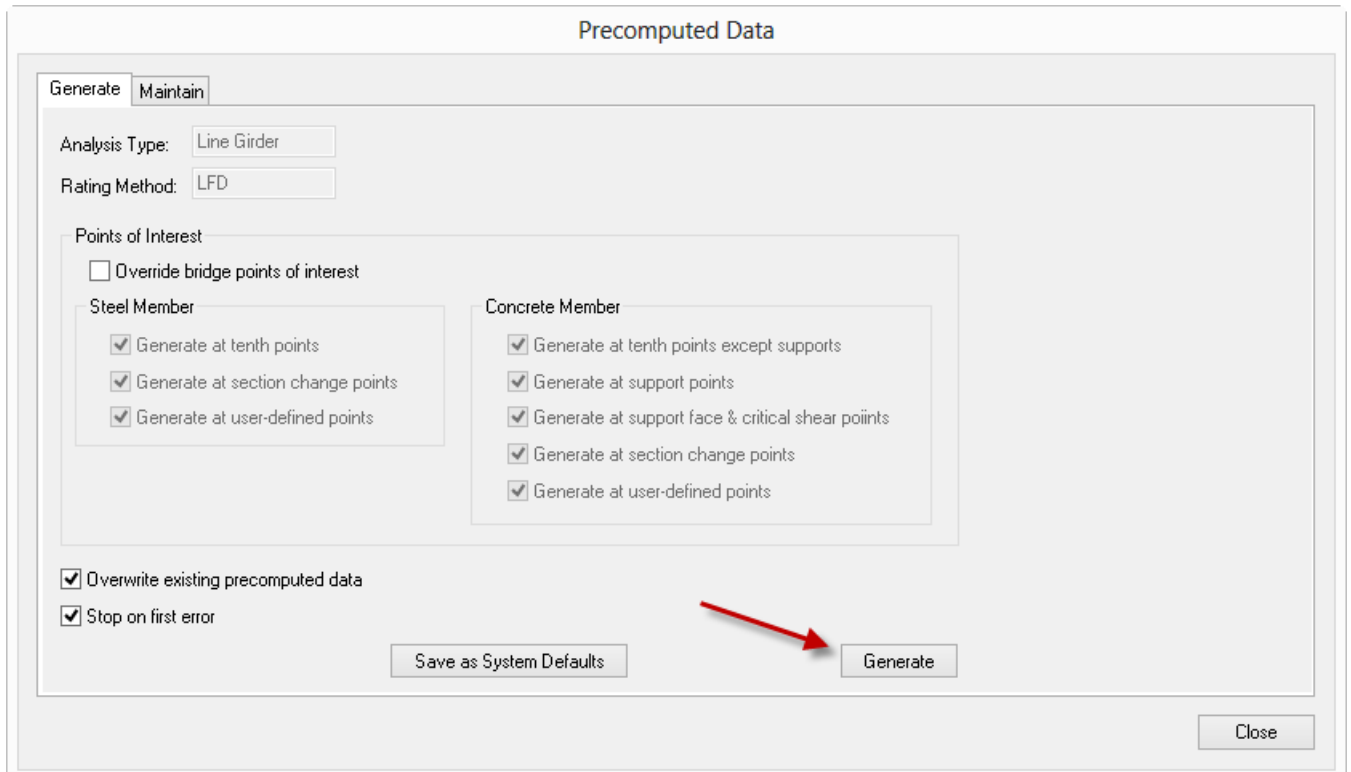 Precomputed Data
Generate Maintain
Analysis Type: Line Girder
Rating Method: LFD
Points of Interest
Override bridge points of interest
Steel Member
Generate at tenth points
Generate at section change points
Generate at user-defined points
Concrete Member
Generate at tenth points except supports
Generate at support points
Generate at support face & critical shear poiints
Generate at section change points
Generate at user-defined points
Overwrite existing precomputed data
Stop on first error
Save as System Defaults Generate
Close